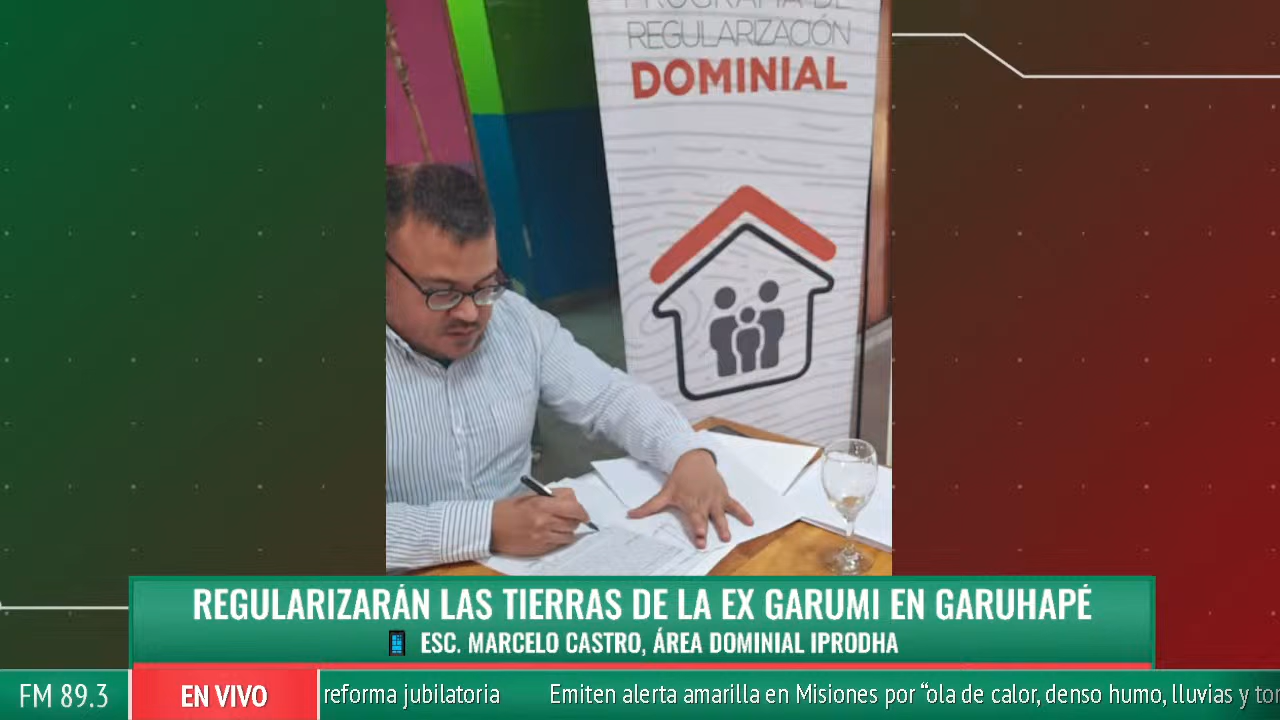 PROGRAMA DE
REGULARIZACIÓN
DOMINIAL
REGULARIZARÁN LAS TIERRAS DE LA EX GARUMI EN GARUHAPÉ
ESC. MARCELO CASTRO, ÁREA DOMINIAL IPRODHA
FM 89.3
EN VIVO
reforma jubilatoria
Emiten alerta amarilla en Misiones por “ola de calor, denso humo, lluvias y tor